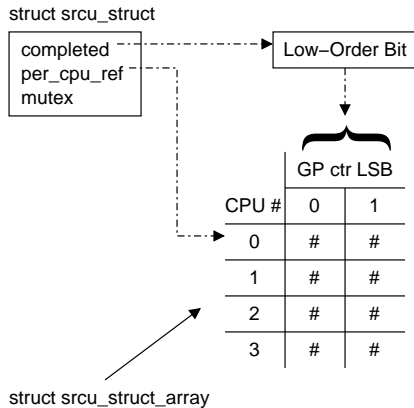 struct srcu_struct
completed
per_cpu_ref
mutex
Low-Order Bit
GP ctr LSB
CPU # 0 1
0 # #
1 # #
2 # #
3 # #
struct srcu_struct_array